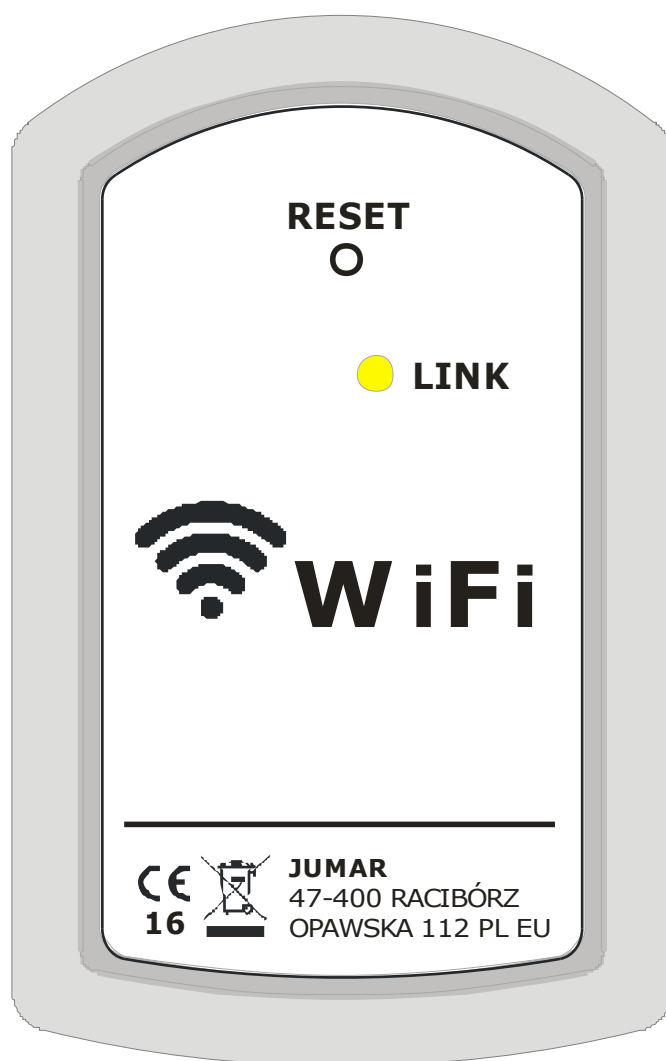 RESET
LINK
WiFi
CE
16
JUMAR
47-400 RACIBÓRZ
OPAWSKA 112 PL EU